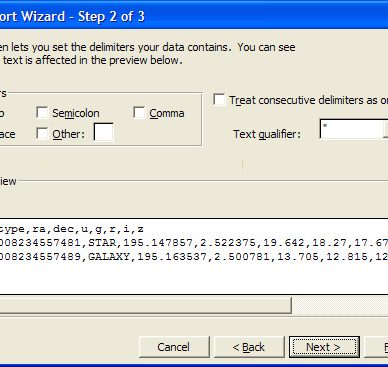 ort Wizard - Step 2 of 3
en lets you set the delimiters your data contains. You can see
text is affected in the preview below.
rs
b Semicolon Comma Treat consecutive delimiters as on
ace Other: Text qualifier: "
iew
type,ra,dec,u,g,r,i,z
008234557481,STAR,195.147857,2.522375,19.642,18.27,17.67
008234557489,GALAXY,195.163537,2.500781,13.705,12.815,12
Cancel < Back Next > F